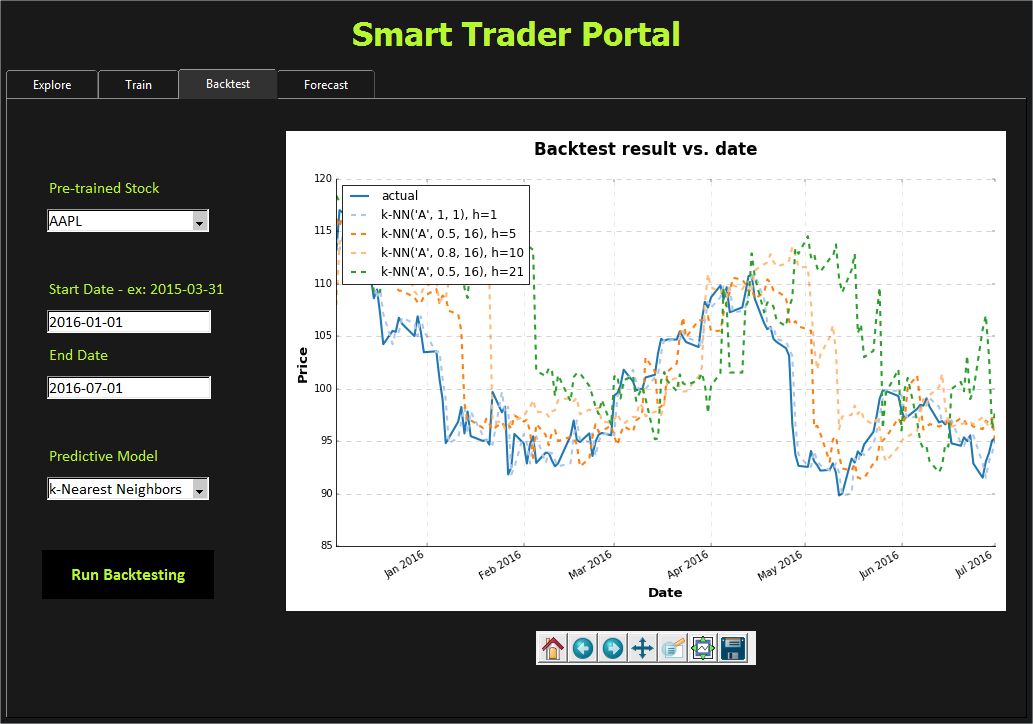 Smart Trader Portal
Explore
Train
Backtest
Forecast
Pre-trained Stock
AAPL
Start Date - ex: 2015-03-31
2016-01-01
End Date
2016-07-01
Predictive Model
k-Nearest Neighbors
Run Backtesting
Backtest result vs. date
actual
k-NN('A', 1, 1), h=1
k-NN('A', 0.5, 16), h=5
k-NN('A', 0.8, 16), h=10
k-NN('A', 0.5, 16), h=21
Price
120
115
110
105
100
95
90
85
Jan 2016
Feb 2016
Mar 2016
Apr 2016
May 2016
Jun 2016
Jul 2016
Date